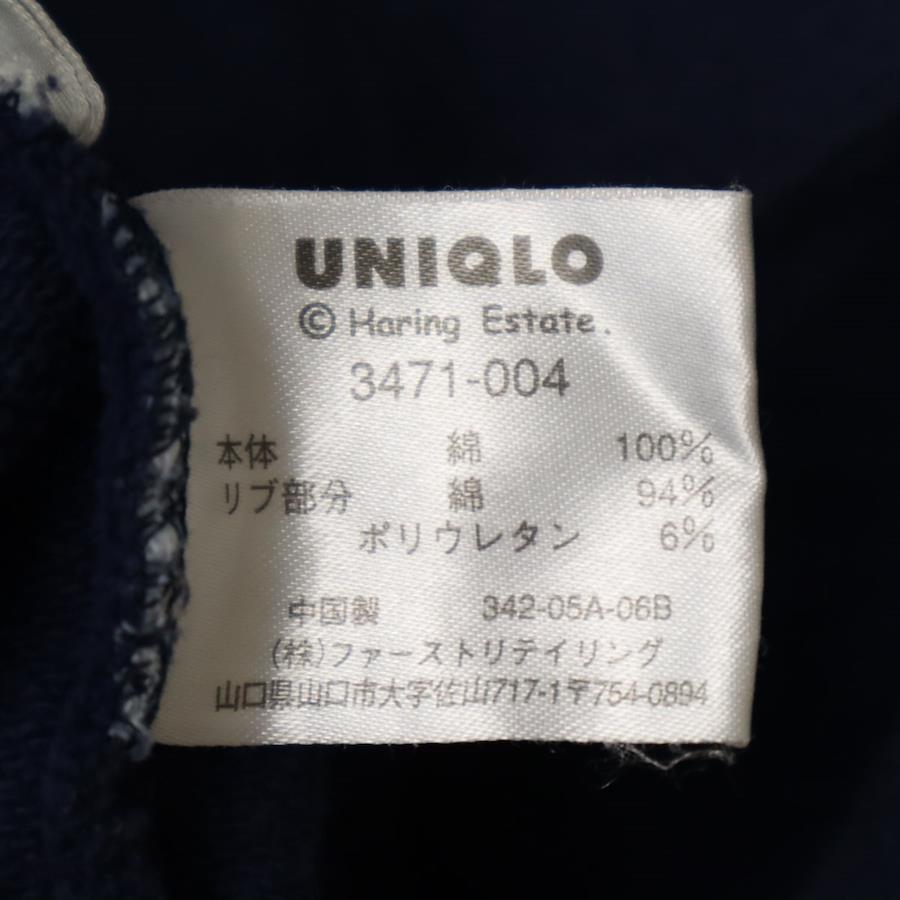 UNIQLO
© Haring Estate.
3471-004
本体 綿 100%
リブ部分 綿 94%
ポリウレタン 6%
中国製 342-05A-06B
(株)ファーストリテイリング
山口県山口市大字佐山717-1〒754-0894